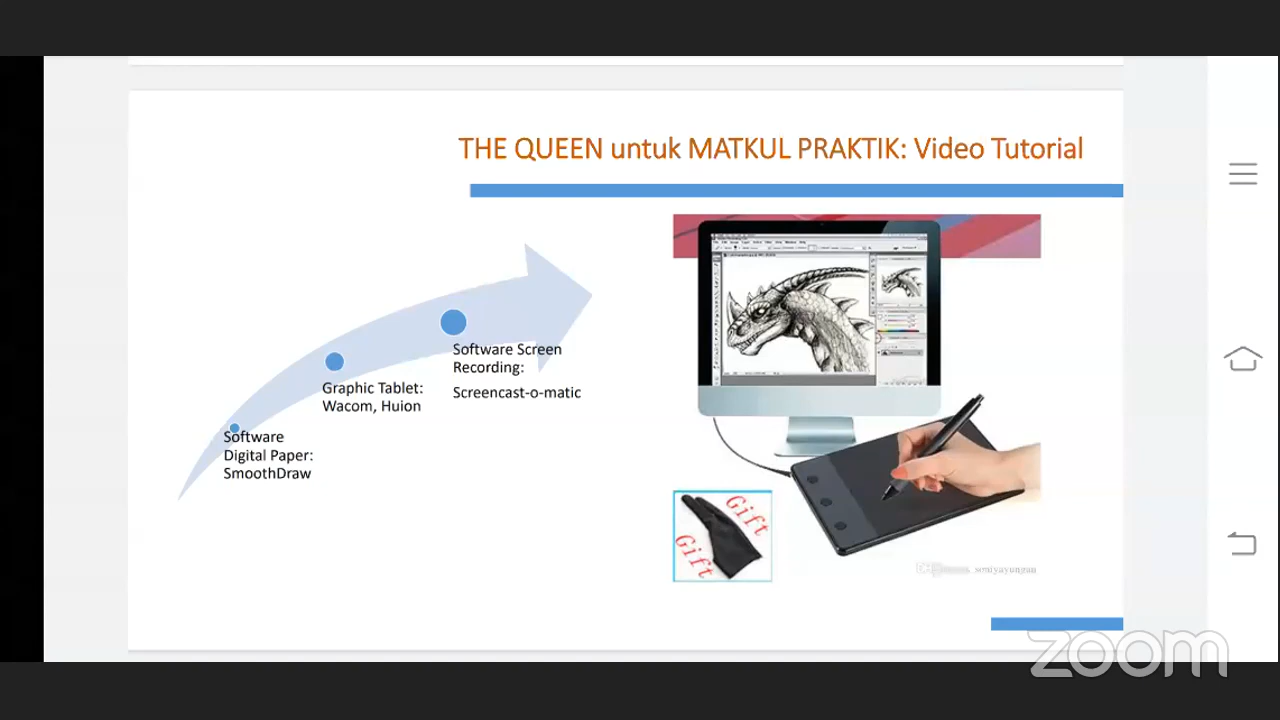 THE QUEEN untuk MATKUL PRAKTIK: Video Tutorial
Software Screen
Recording:
Screencast-o-matic
Graphic Tablet:
Wacom, Huion
Software
Digital Paper:
SmoothDraw
Gift
Gift
soniyayungun
zoom